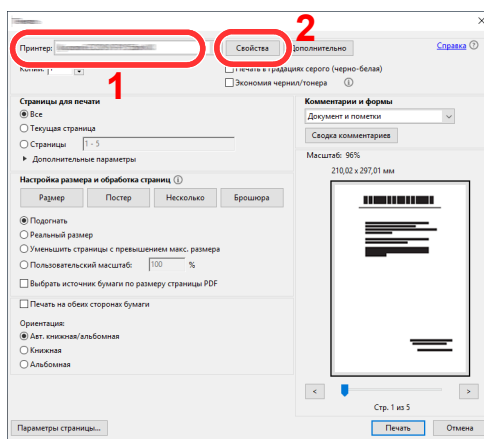 2
Принтер:
Свойства
Дополнительно
Справка
1
Печать в градациях серого (черно-белая)
Экономия чернил/тонера
Страницы для печати
Все
Текущая страница
Страницы 1 - 5
Дополнительные параметры
Настройка размера и обработка страниц
Размер Постер Несколько Брошюра
Подогнать
Реальный размер
Уменьшить страницы с превышением макс. размера
Пользовательский масштаб: 100 %
Выбрать источник бумаги по размеру страницы PDF
Печать на обеих сторонах бумаги
Ориентация:
Авт. книжная/альбомная
Книжная
Альбомная
Комментарии и формы
Документ и пометки
Сводка комментариев
Масштаб: 96%
210,02 x 297,01 мм
< >
Стр. 1 из 5
Параметры страницы...
Печать
Отмена